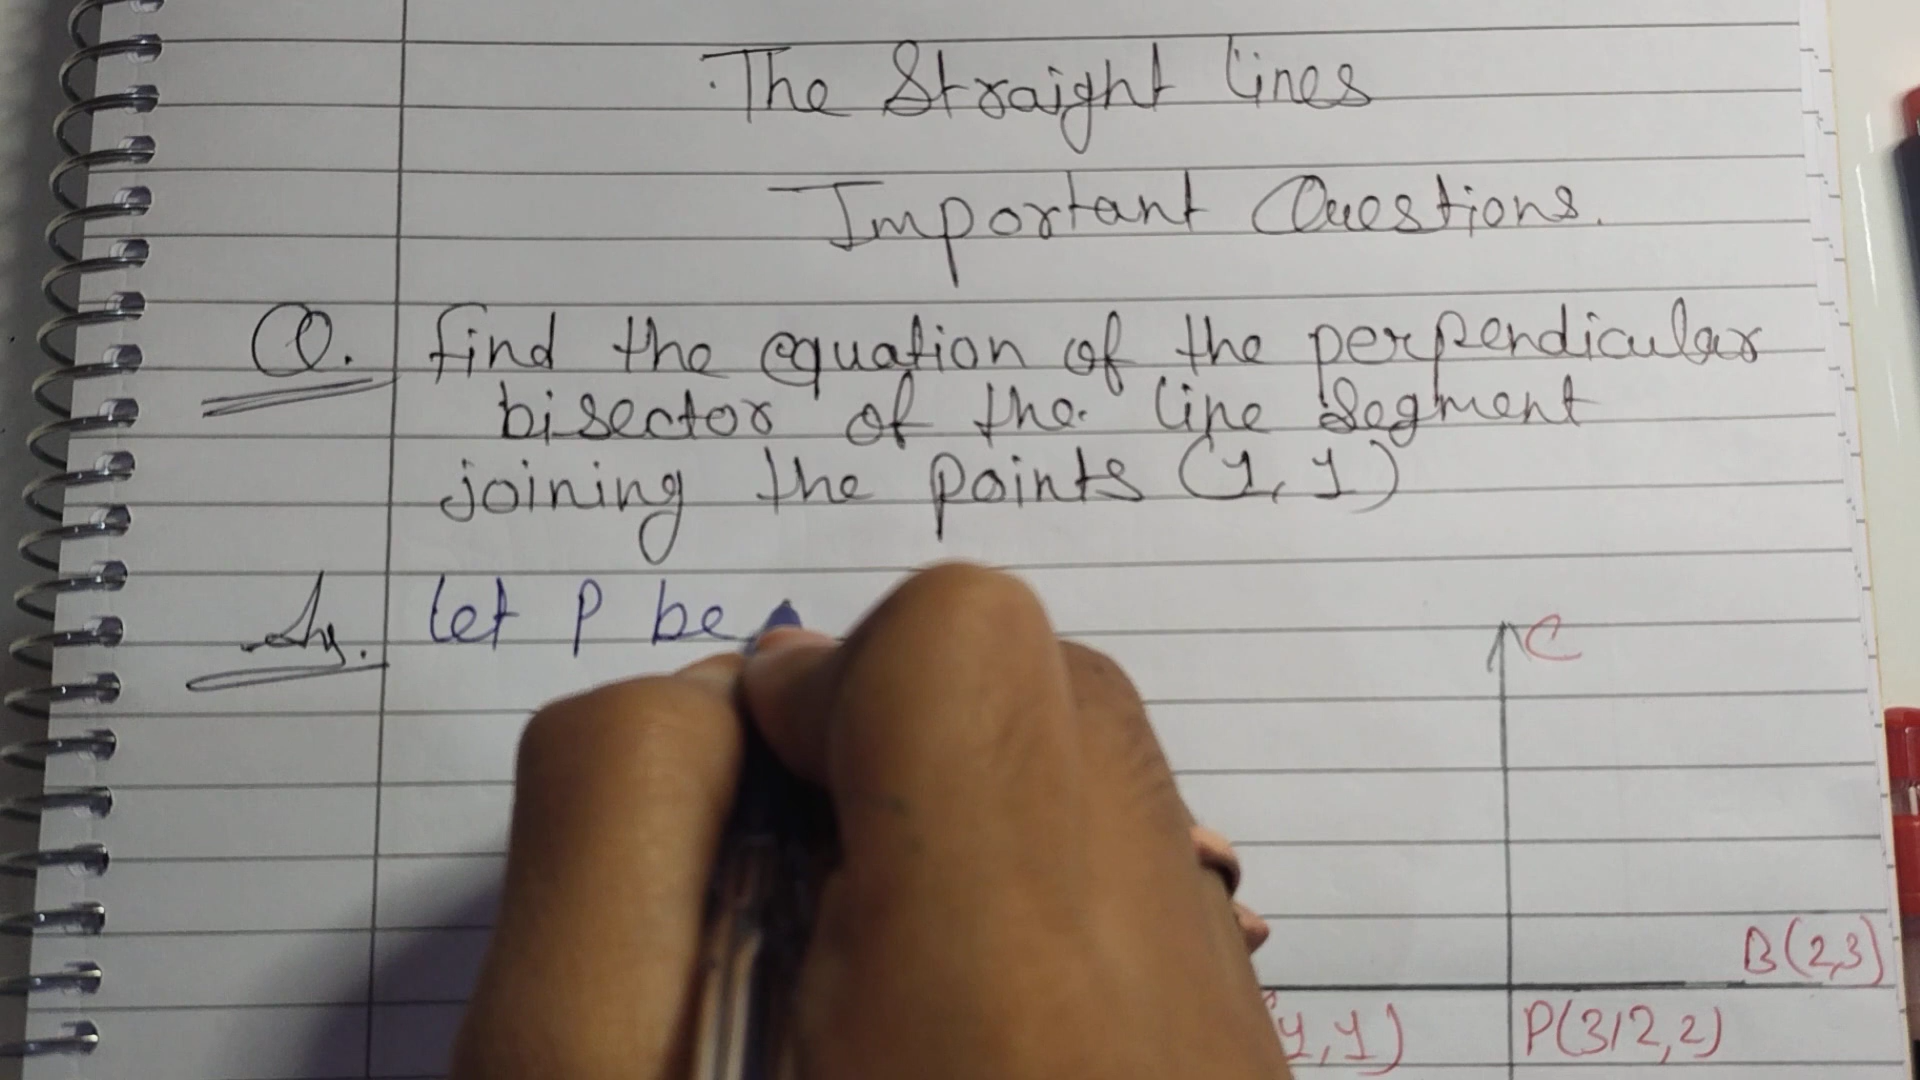 The Straight lines
Important Questions.
Q. find the equation of the perpendicular
bisector of the line segment
joining the points (1, 1)
Let P be
C
B(2,3)
1,1)
P(3/2,2)